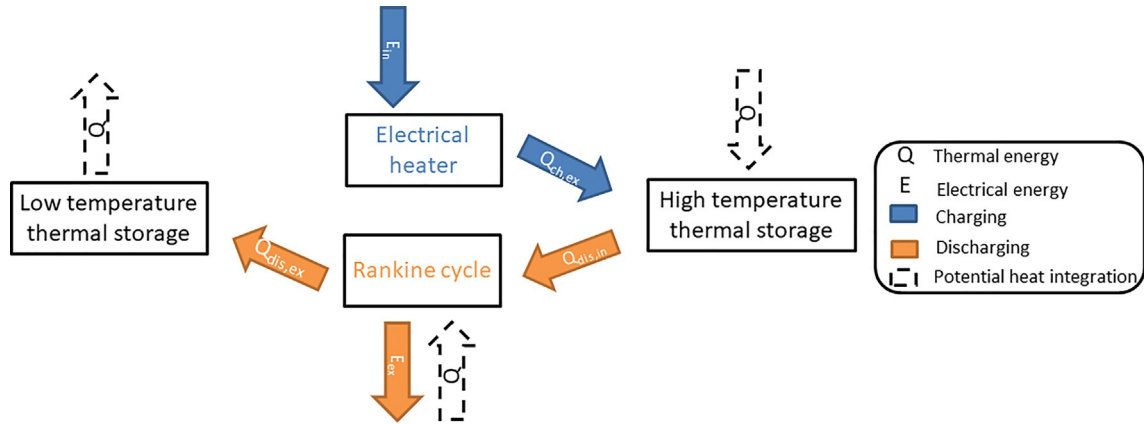 E_in
Electrical
heater
Q
Q
Q_ch,ex
Low temperature
thermal storage
High temperature
thermal storage
Q_dis,ex
Rankine cycle
Q_dis,in
E_ex
Q
Q Thermal energy
E Electrical energy
Charging
Discharging
Potential heat integration